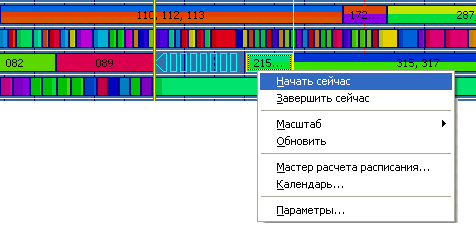 110, 112, 113
172...
287
082
089
215...
315, 317
Начать сейчас
Завершить сейчас
Масштаб
Обновить
Мастер расчета расписания...
Календарь...
Параметры...